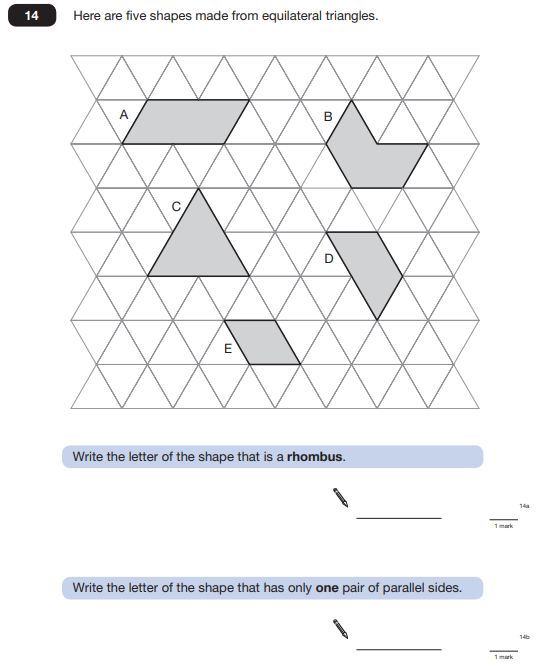 14 Here are five shapes made from equilateral triangles.
A
B
C
D
E
Write the letter of the shape that is a rhombus.
14a
1 mark
Write the letter of the shape that has only one pair of parallel sides.
14b
1 mark